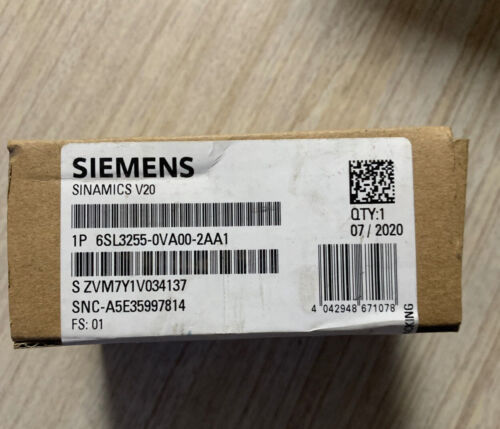 SIEMENS
SINAMICS V20
1P 6SL3255-0VA00-2AA1
QTY:1
07 / 2020
S ZVM7Y1V034137
SNC-A5E35997814
FS: 01
4 042948 671078